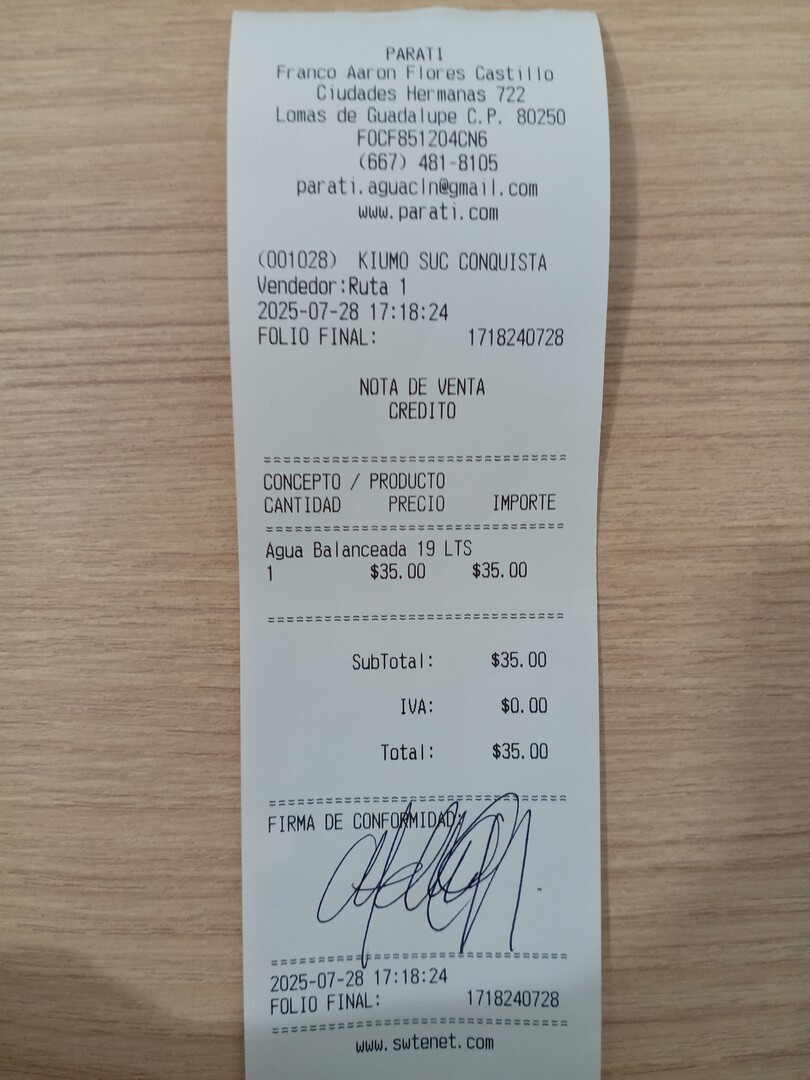 PARATI
Franco Aaron Flores Castillo
Ciudades Hermanas 722
Lomas de Guadalupe C.P. 80250
FOCF851204CN6
(667) 481-8105
parati.aguacln@gmail.com
www.parati.com
(001028) KIUMO SUC CONQUISTA
Vendedor:Ruta 1
2025-07-28 17:18:24
FOLIO FINAL: 1718240728
NOTA DE VENTA
CREDITO
================================
CONCEPTO / PRODUCTO
CANTIDAD PRECIO IMPORTE
================================
Agua Balanceada 19 LTS
1 $35.00 $35.00
================================
SubTotal: $35.00
IVA: $0.00
Total: $35.00
================================
FIRMA DE CONFORMIDAD:
================================
2025-07-28 17:18:24
FOLIO FINAL: 1718240728
================================
www.swtenet.com